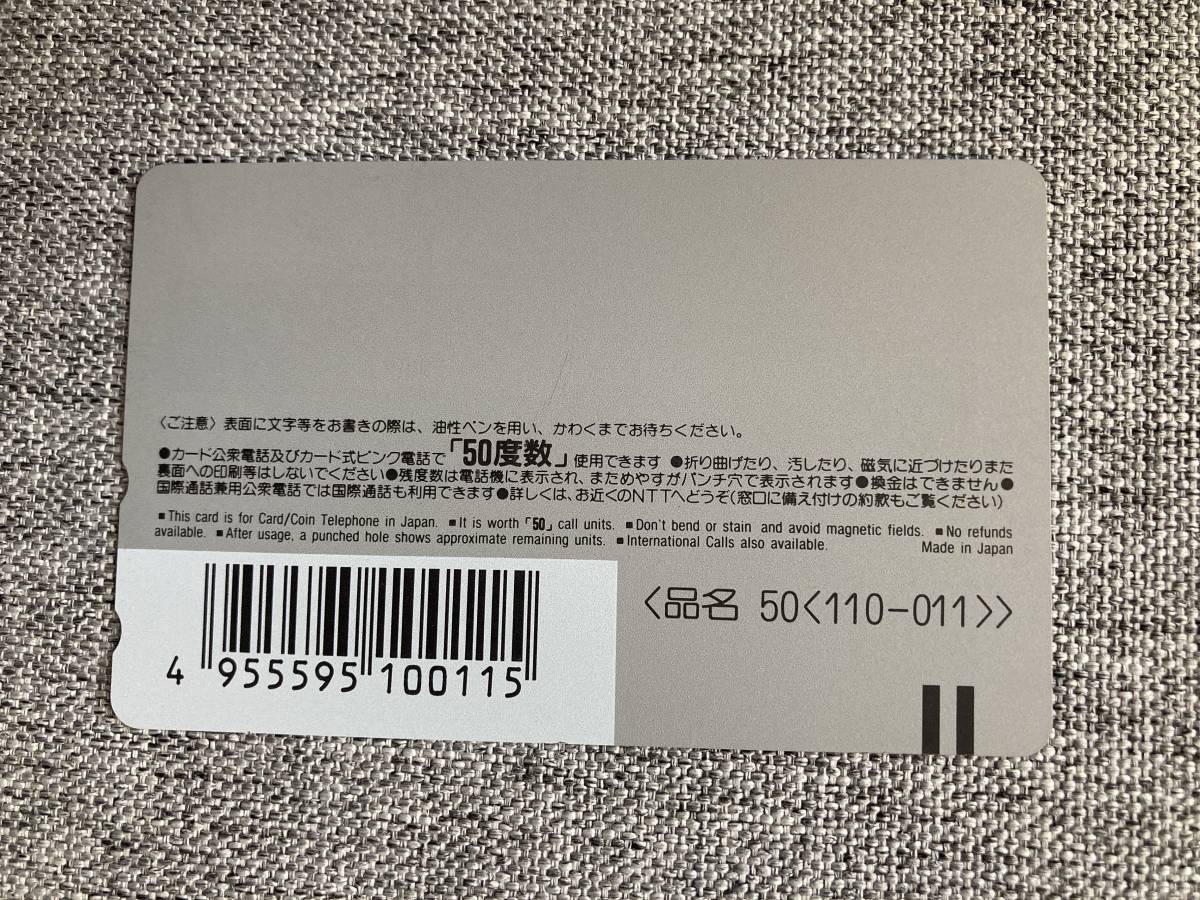 〈ご注意〉表面に文字等をお書きの際は、油性ペンを用い、かわくまでお待ちください。
●カード公衆電話及びカード式ピンク電話で「50度数」使用できます ●折り曲げたり、汚したり、磁気に近づけたりまた
裏面への印刷等はしないでください●残度数は電話機に表示され、まためやすがパンチ穴で表示されます●換金はできません●
国際通話兼用公衆電話では国際通話も利用できます●詳しくは、お近くのNTTへどうぞ(窓口に備え付けの約款もご覧ください)
■This card is for Card/Coin Telephone in Japan. ■It is worth「50」call units. ■Don't bend or stain and avoid magnetic fields. ■No refunds
available. ■After usage, a punched hole shows approximate remaining units. ■International Calls also available. Made in Japan
〈品名 50〈110-011〉〉
4 955595 100115